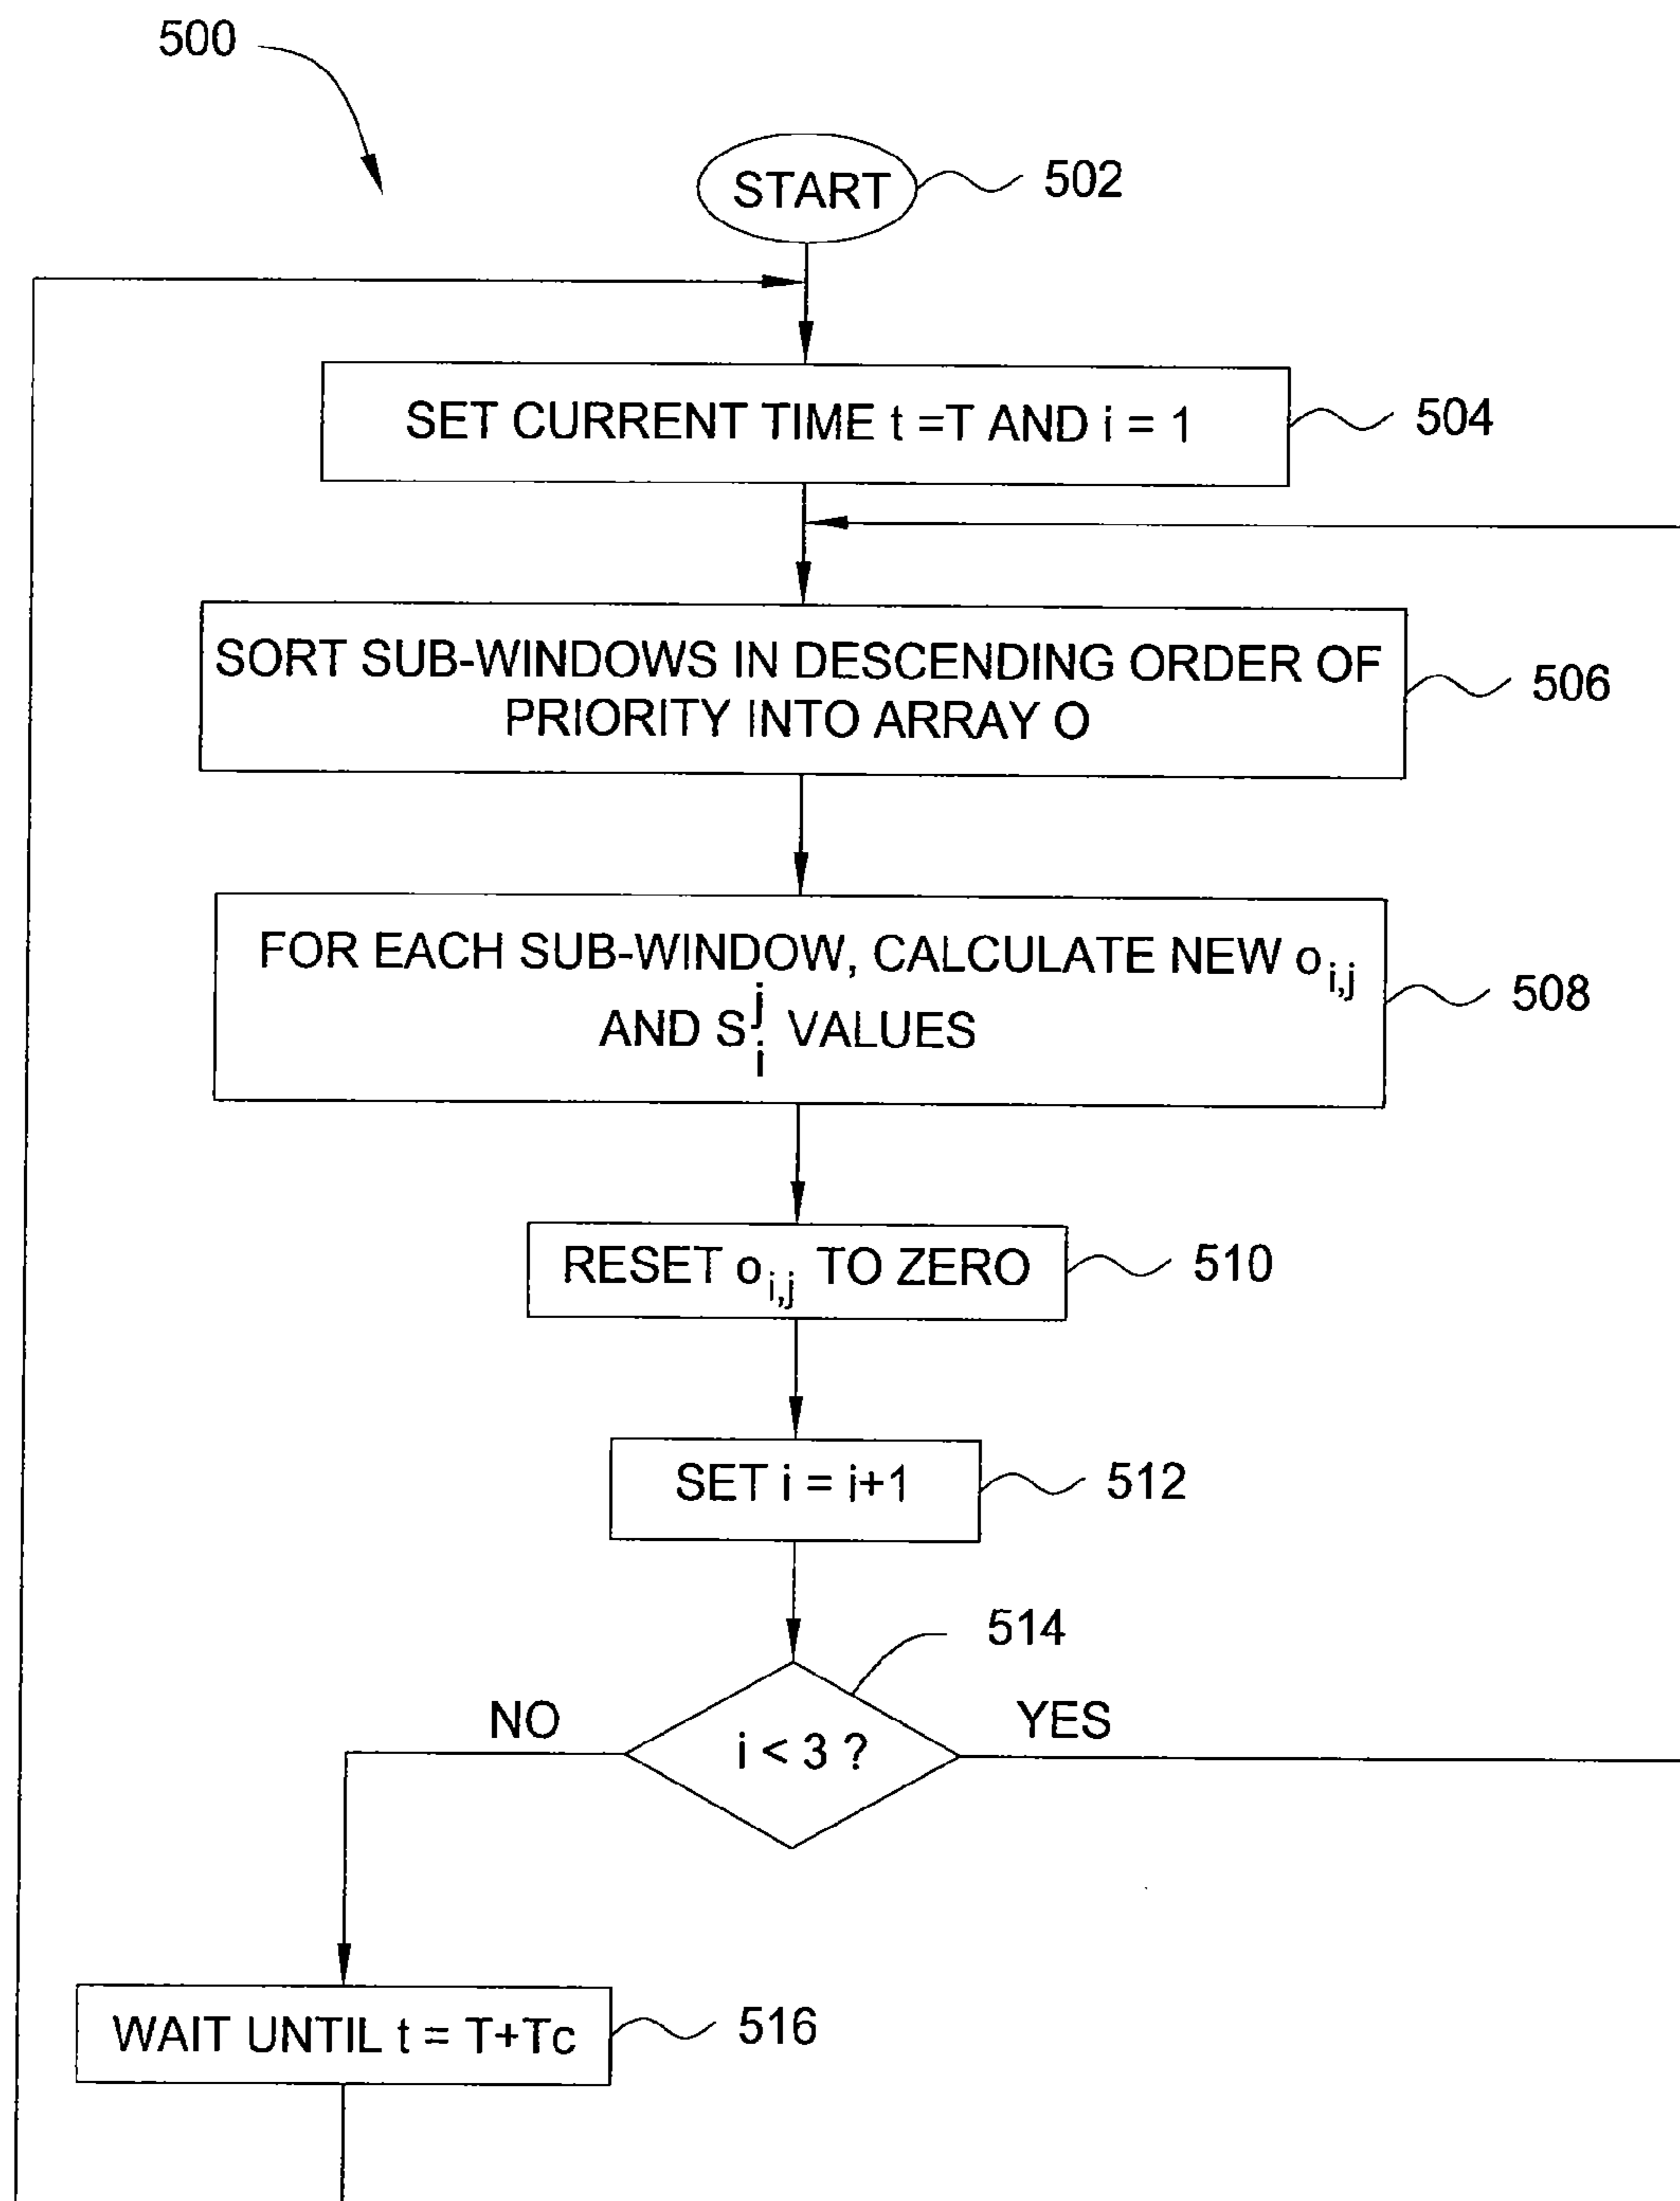 500
START
502
SET CURRENT TIME t =T AND i = 1
504
SORT SUB-WINDOWS IN DESCENDING ORDER OF
PRIORITY INTO ARRAY O
506
FOR EACH SUB-WINDOW, CALCULATE NEW o_{i,j}
AND S_i^j VALUES
508
RESET o_{i,j} TO ZERO
510
SET i = i+1
512
514
NO
YES
i < 3 ?
WAIT UNTIL t = T+Tc
516